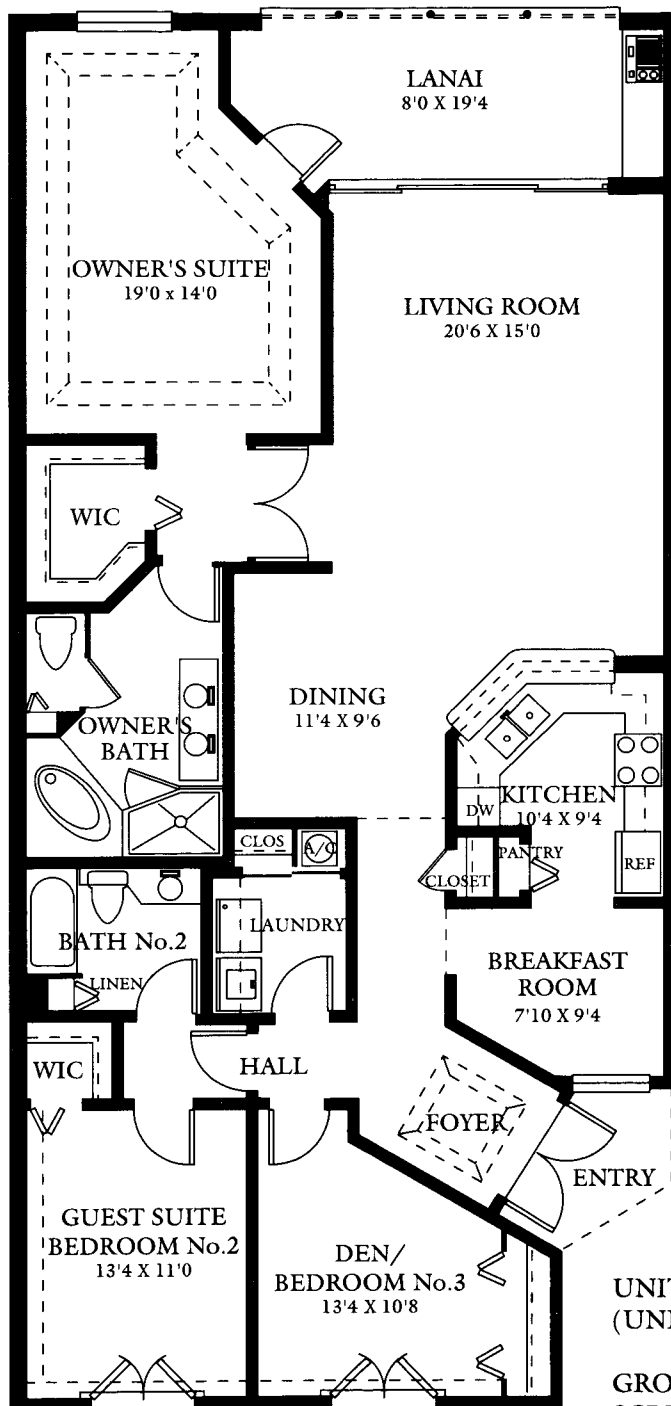 LANAI
8'0 X 19'4
OWNER'S SUITE
19'0 x 14'0
LIVING ROOM
20'6 X 15'0
WIC
DINING
11'4 X 9'6
OWNER'S
BATH
KITCHEN
10'4 X 9'4
DW
CLOS
A/C
PANTRY
REF
CLOSET
LAUNDRY
BATH No.2
LINEN
BREAKFAST
ROOM
7'10 X 9'4
WIC
HALL
FOYER
ENTRY
GUEST SUITE
BEDROOM No.2
13'4 X 11'0
DEN/
BEDROOM No.3
13'4 X 10'8